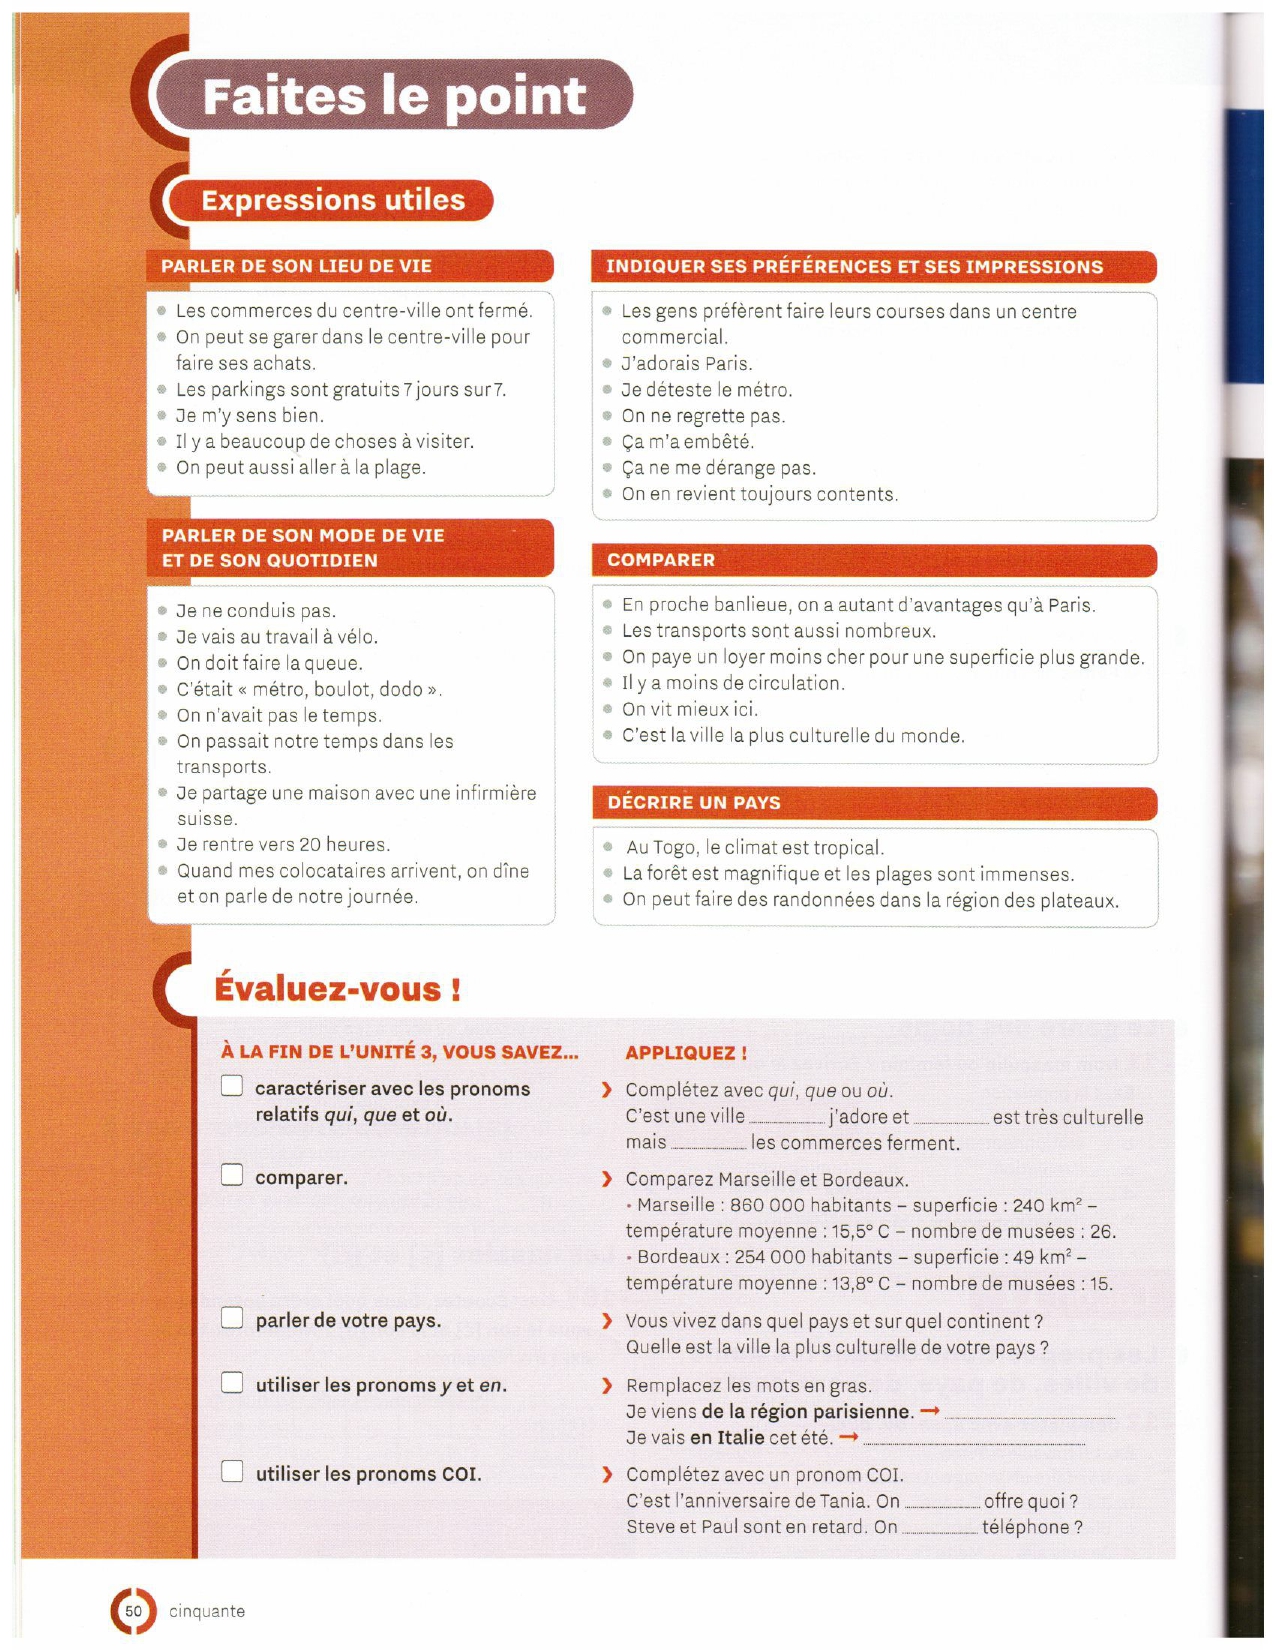 Faites le point
Expressions utiles
PARLER DE SON LIEU DE VIE
• Les commerces du centre-ville ont fermé.
• On peut se garer dans le centre-ville pour
faire ses achats.
• Les parkings sont gratuits 7 jours sur 7.
• Je m'y sens bien.
• Il y a beaucoup de choses à visiter.
• On peut aussi aller à la plage.
PARLER DE SON MODE DE VIE
ET DE SON QUOTIDIEN
• Je ne conduis pas.
• Je vais au travail à vélo.
• On doit faire la queue.
• C'était « métro, boulot, dodo ».
• On n'avait pas le temps.
• On passait notre temps dans les
transports.
• Je partage une maison avec une infirmière
suisse.
• Je rentre vers 20 heures.
• Quand mes colocataires arrivent, on dîne
et on parle de notre journée.
INDIQUER SES PRÉFÉRENCES ET SES IMPRESSIONS
• Les gens préfèrent faire leurs courses dans un centre
commercial.
• J'adorais Paris.
• Je déteste le métro.
• On ne regrette pas.
• Ça m'a embêté.
• Ça ne me dérange pas.
• On en revient toujours contents.
COMPARER
• En proche banlieue, on a autant d'avantages qu'à Paris.
• Les transports sont aussi nombreux.
• On paye un loyer moins cher pour une superficie plus grande.
• Il y a moins de circulation.
• On vit mieux ici.
• C'est la ville la plus culturelle du monde.
DÉCRIRE UN PAYS
• Au Togo, le climat est tropical.
• La forêt est magnifique et les plages sont immenses.
• On peut faire des randonnées dans la région des plateaux.
Évaluez-vous !
À LA FIN DE L'UNITÉ 3, VOUS SAVEZ...
APPLIQUEZ !
caractériser avec les pronoms
relatifs qui, que et où.
❯ Complétez avec qui, que ou où.
C'est une ville ________ j'adore et ________ est très culturelle
mais ________ les commerces ferment.
comparer.
❯ Comparez Marseille et Bordeaux.
• Marseille : 860 000 habitants – superficie : 240 km² –
température moyenne : 15,5° C – nombre de musées : 26.
• Bordeaux : 254 000 habitants – superficie : 49 km² –
température moyenne : 13,8° C – nombre de musées : 15.
parler de votre pays.
❯ Vous vivez dans quel pays et sur quel continent ?
Quelle est la ville la plus culturelle de votre pays ?
utiliser les pronoms y et en.
❯ Remplacez les mots en gras.
Je viens de la région parisienne. → ________
Je vais en Italie cet été. → ________
utiliser les pronoms COI.
❯ Complétez avec un pronom COI.
C'est l'anniversaire de Tania. On ________ offre quoi ?
Steve et Paul sont en retard. On ________ téléphone ?
50 cinquante